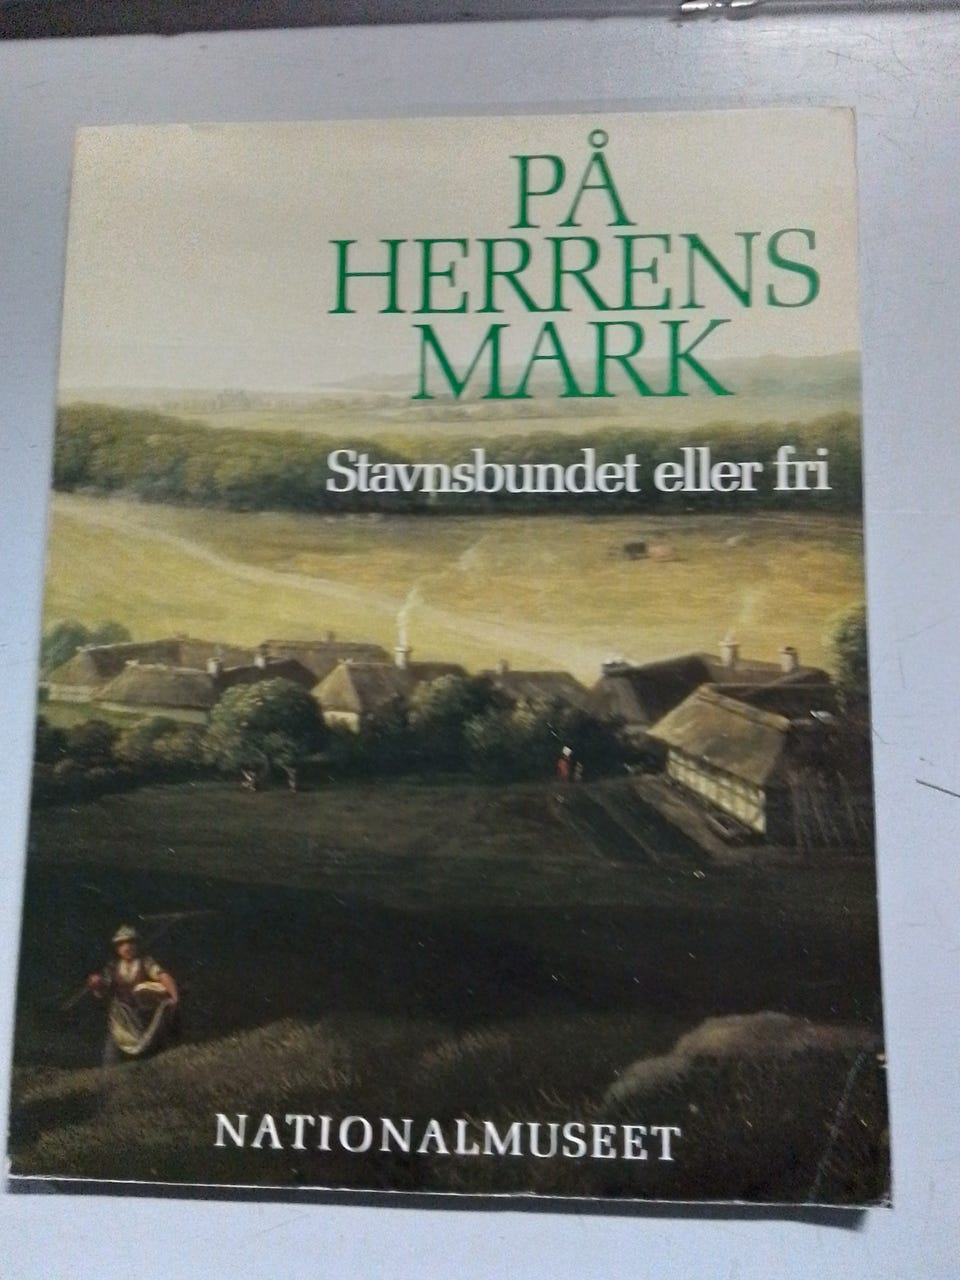 PÅ
HERRENS
MARK
Stavnsbundet eller fri
NATIONALMUSEET